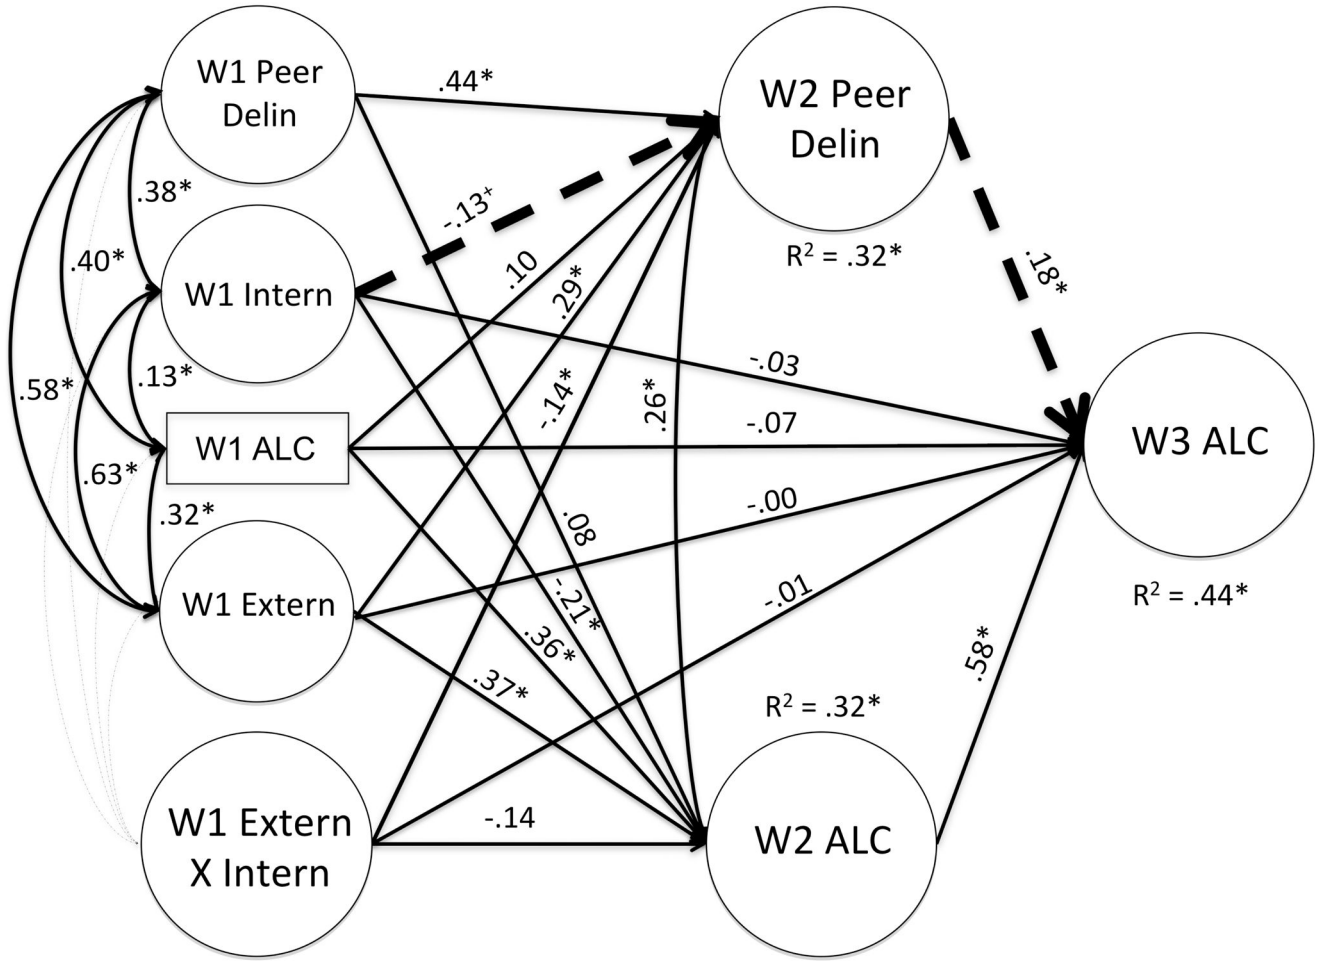 W1 Peer
Delin
.44*
W2 Peer
Delin
.38*
-.13⁺
.40*
W1 Intern
.10
.29*
R² = .32*
.18*
.13*
.58*
-.03
-.14*
.26*
-.07
W1 ALC
W3 ALC
.63*
.32*
.08
-.00
W1 Extern
-.21*
.36*
-.01
R² = .44*
.37*
.58*
R² = .32*
W1 Extern
X Intern
-.14
W2 ALC